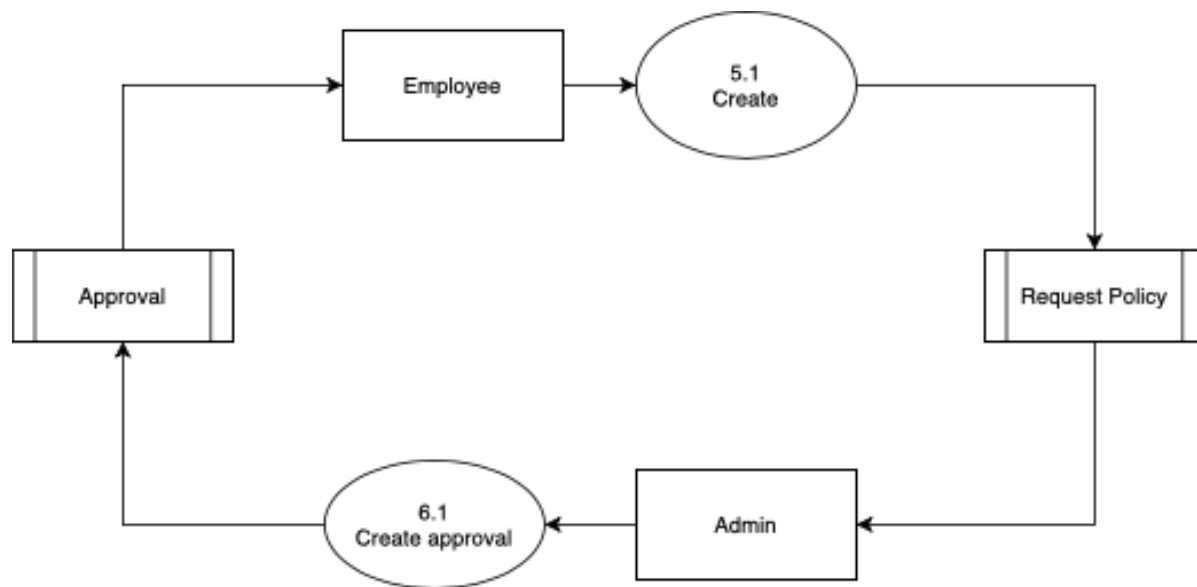 Employee
5.1
Create
Approval
Request Policy
6.1
Create approval
Admin